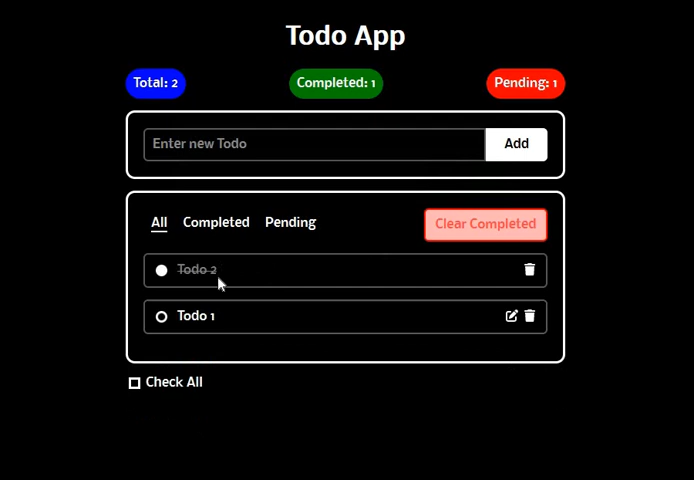 Todo App
Total: 2
Completed: 1
Pending: 1
Enter new Todo
Add
All
Completed
Pending
Clear Completed
Todo 2
Todo 1
Check All